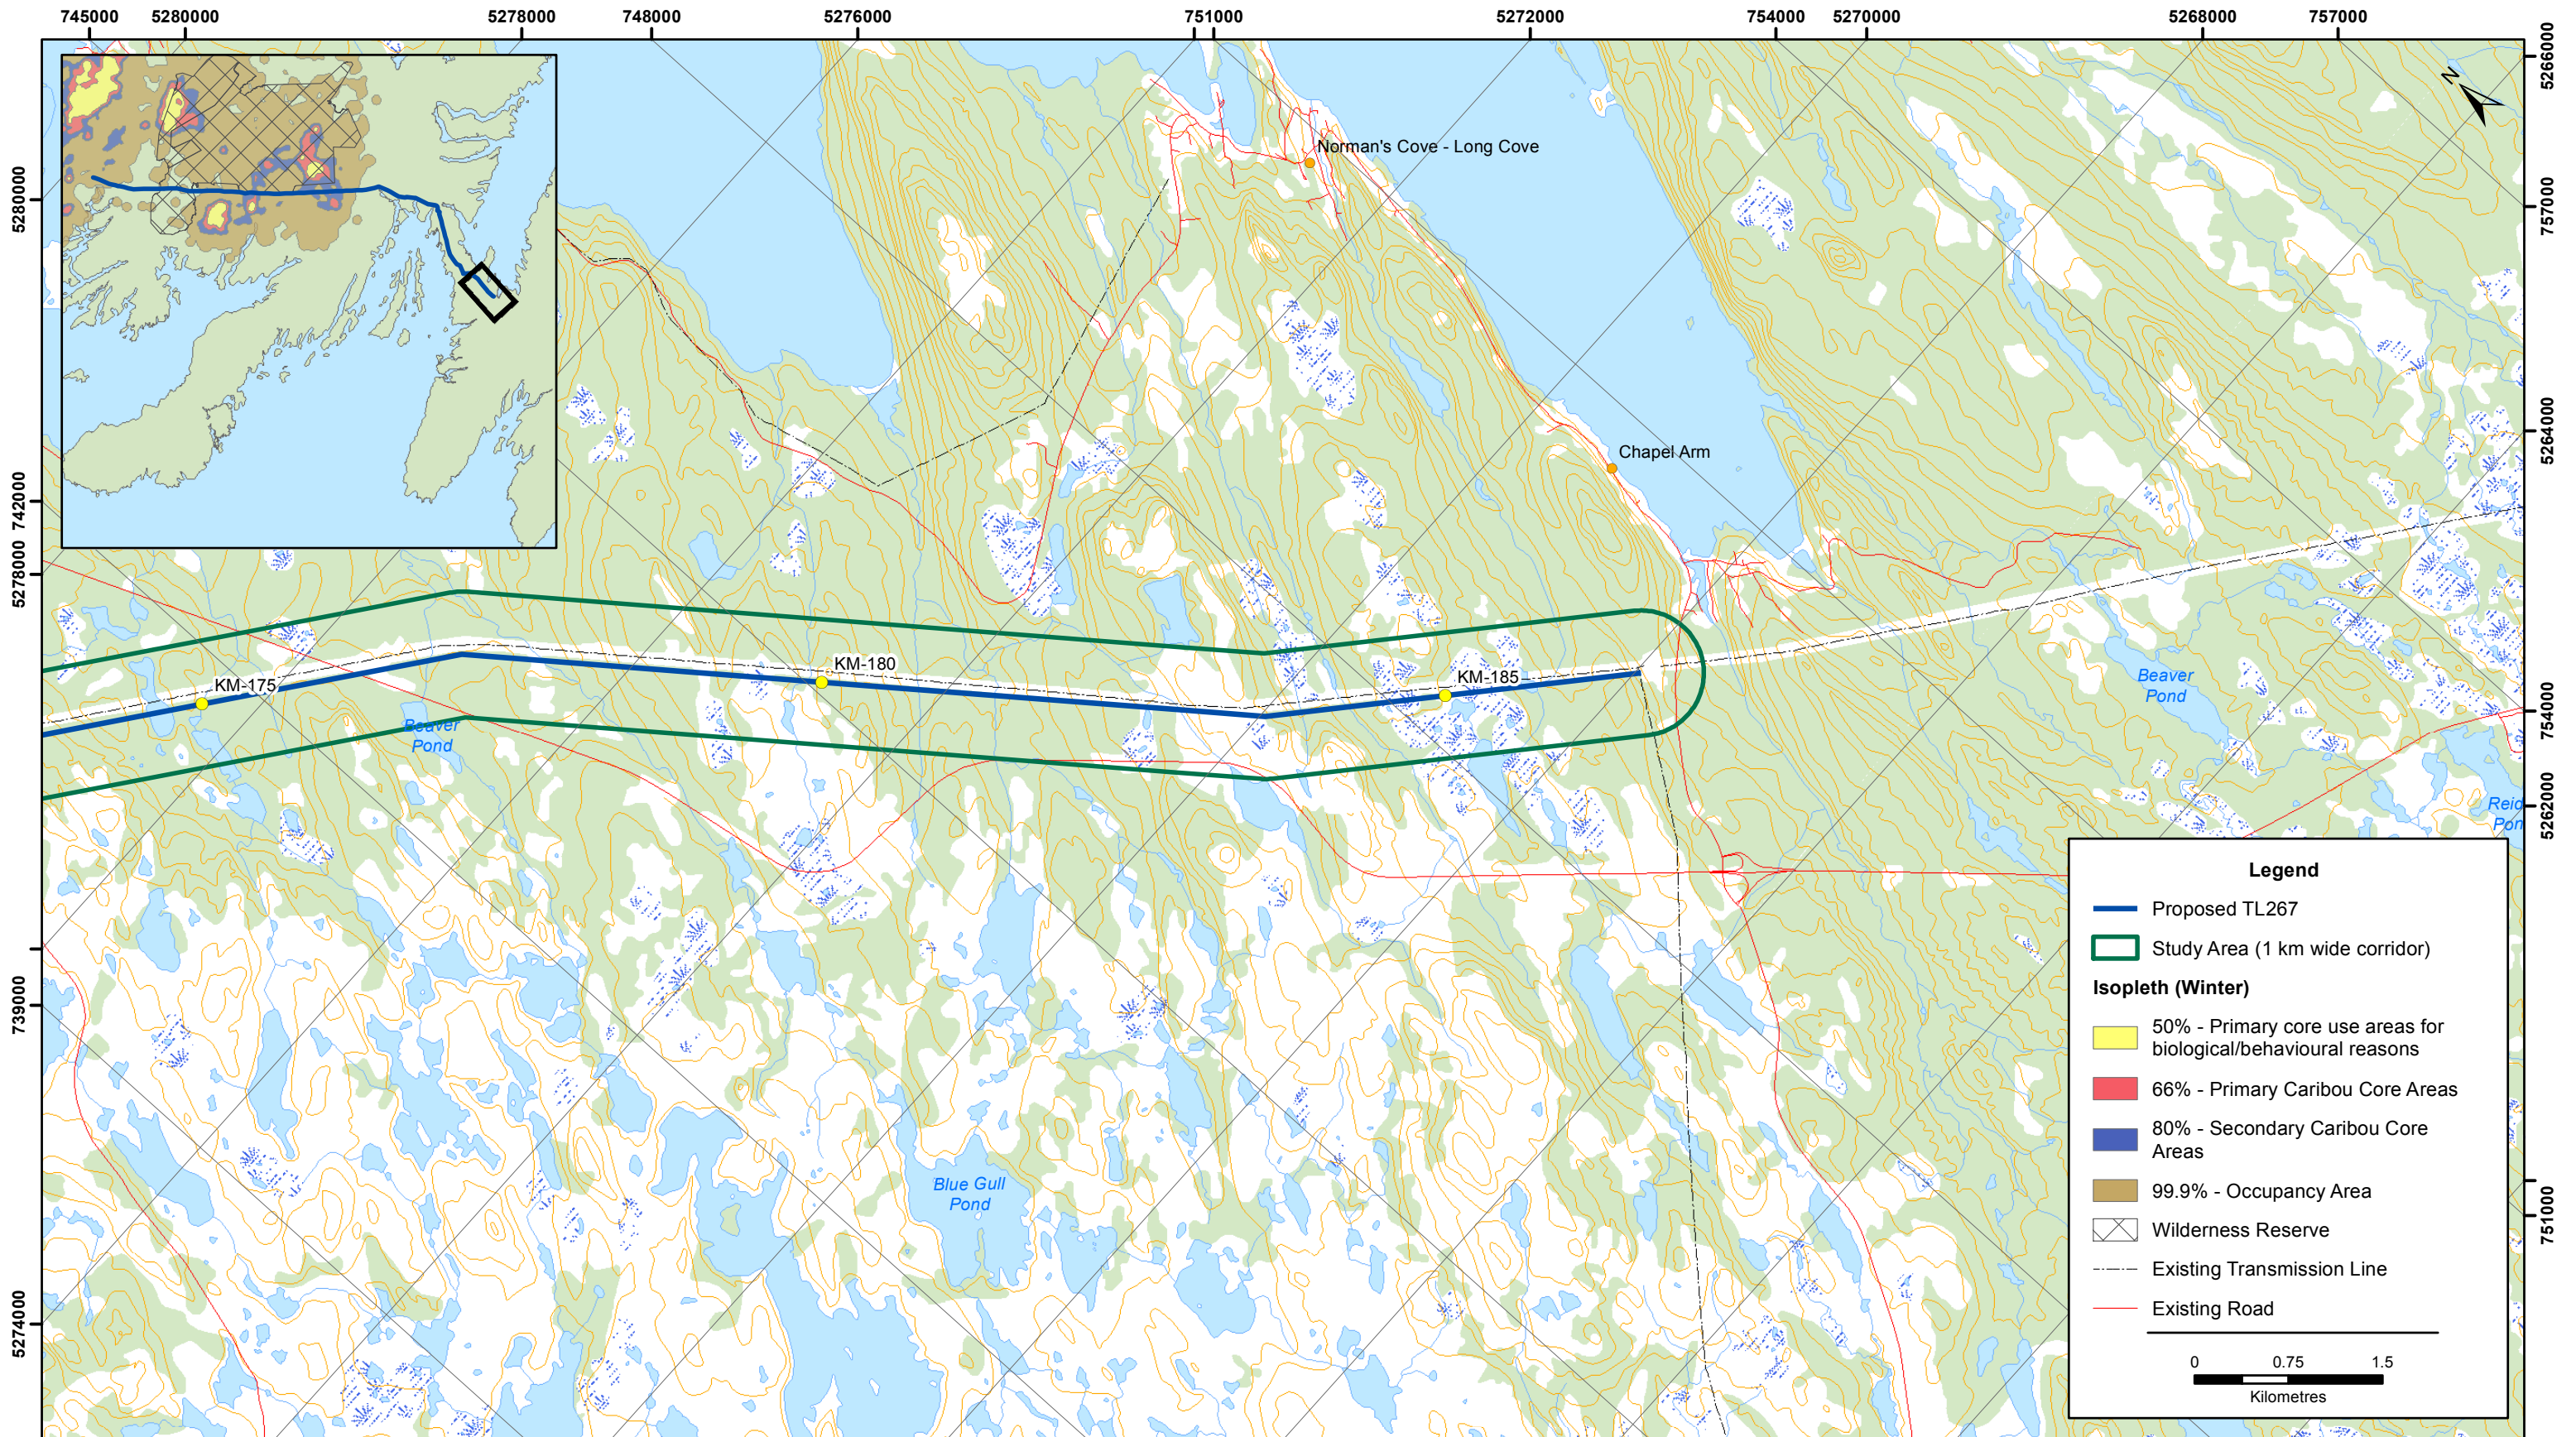 745000 5280000 5278000 748000 5276000 751000 5272000 754000 5270000 5268000 757000
5266000
N
Norman's Cove - Long Cove
5280000
757000
5264000
Chapel Arm
742000
5278000
KM-180
KM-175
KM-185
Beaver
Pond
Beaver
Pond
754000
5262000
Reid
Pon
Legend
Proposed TL267
Study Area (1 km wide corridor)
Isopleth (Winter)
50% - Primary core use areas for
biological/behavioural reasons
66% - Primary Caribou Core Areas
80% - Secondary Caribou Core
Areas
99.9% - Occupancy Area
Wilderness Reserve
Existing Transmission Line
Existing Road
0 0.75 1.5
Kilometres
739000
Blue Gull
Pond
751000
5274000